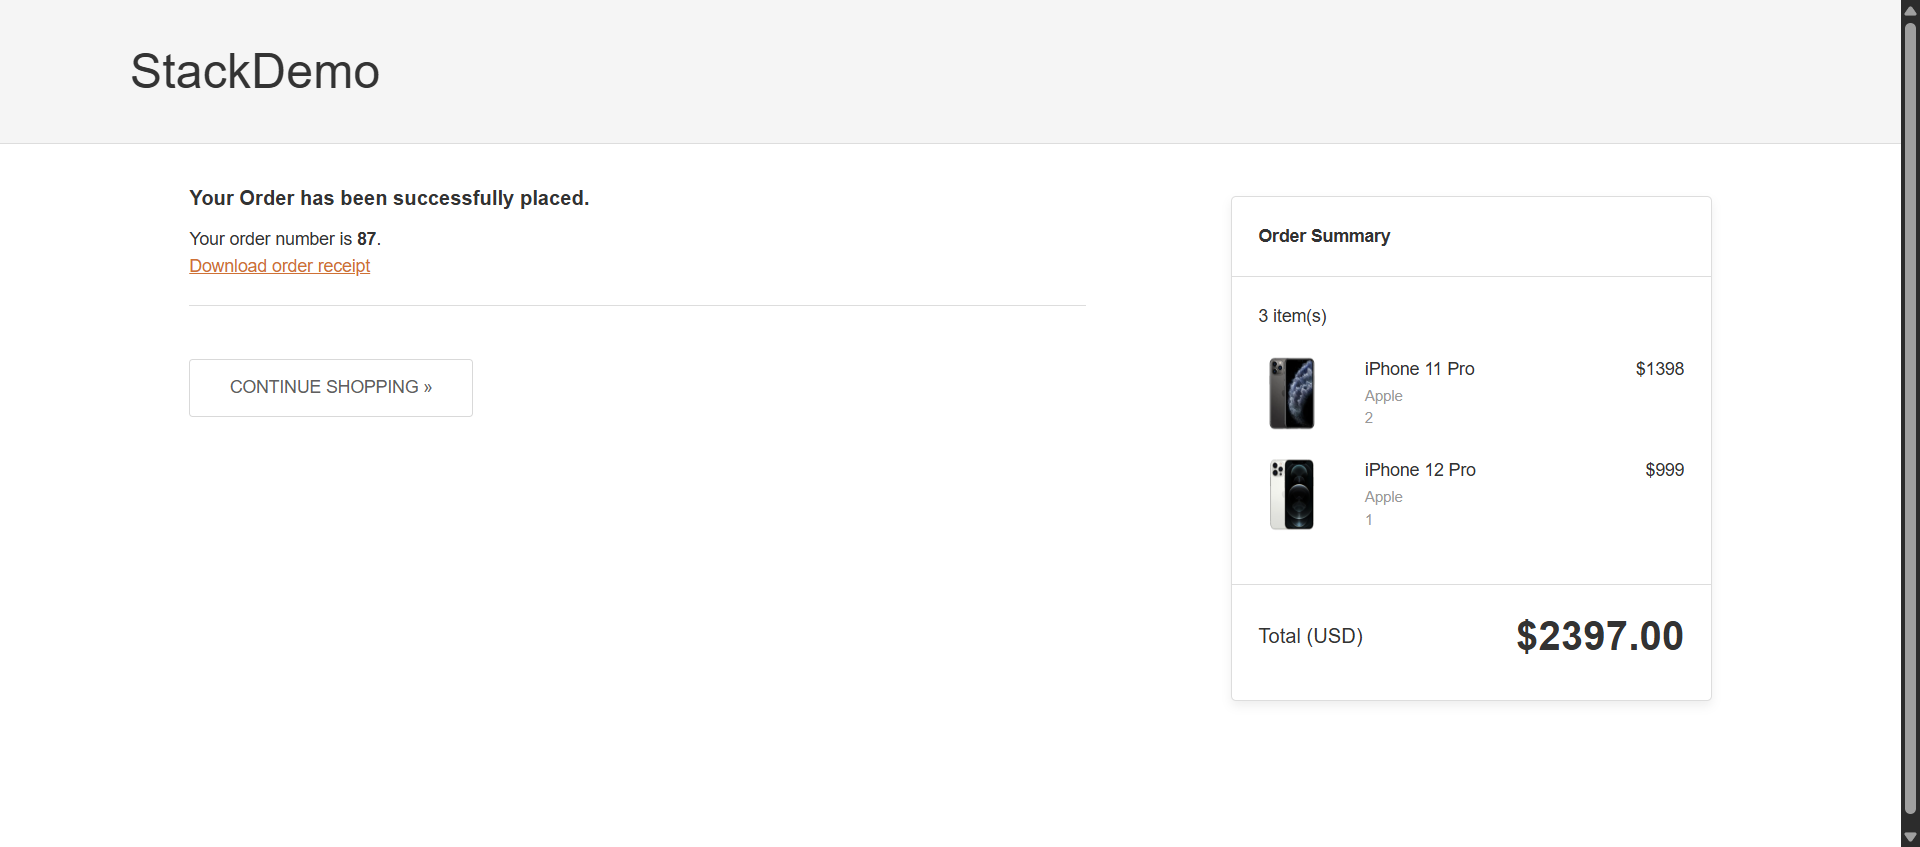 StackDemo
Your Order has been successfully placed.
Your order number is 87.
Download order receipt
CONTINUE SHOPPING »
Order Summary
3 item(s)
iPhone 11 Pro $1398
Apple
2
iPhone 12 Pro $999
Apple
1
Total (USD) $2397.00